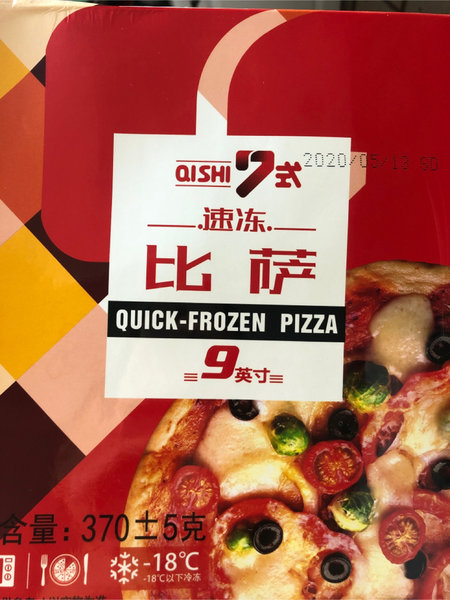 QISHI 7式
2020/05/13 90
速冻
比萨
QUICK-FROZEN PIZZA
9英寸
含量：370±5克
-18℃
-18℃以下冷冻